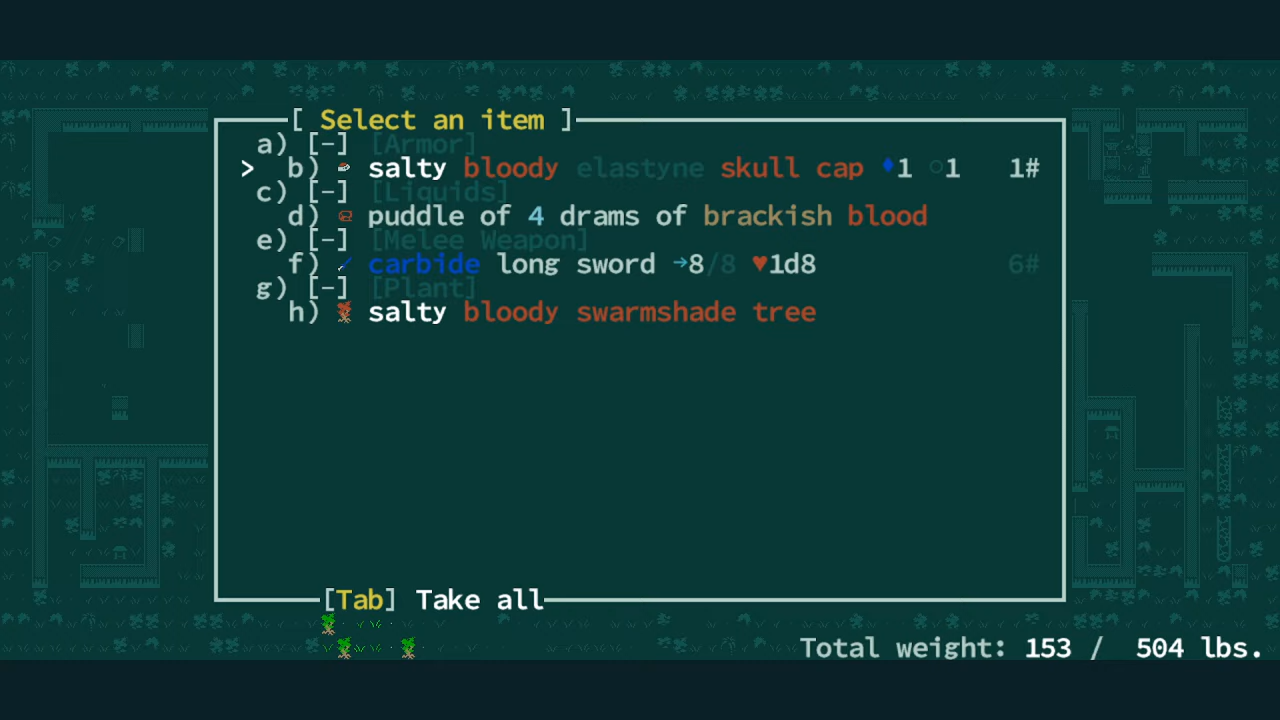 [ Select an item ]
a) [-] [Armor]
> b) salty bloody elastyne skull cap ♦1 ○1 1#
c) [-] [Liquids]
d) puddle of 4 drams of brackish blood
e) [-] [Melee Weapon]
f) carbide long sword →8/8 ♥1d8 6#
g) [-] [Plant]
h) salty bloody swarmshade tree
[Tab] Take all
Total weight: 153 / 504 lbs.